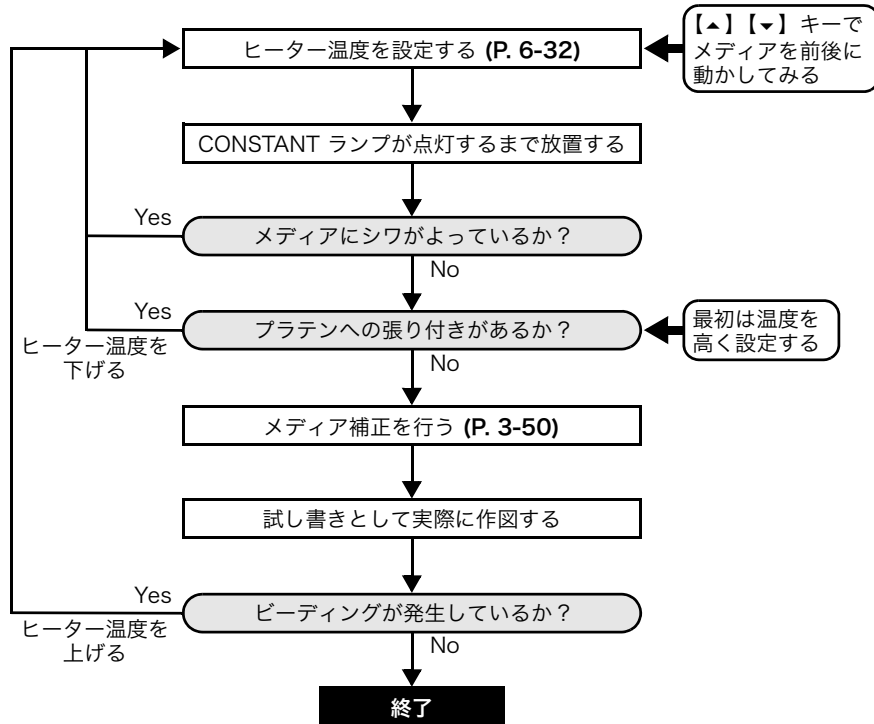 ヒーター温度を設定する (P. 6-32)
【▲】【▼】キーで
メディアを前後に
動かしてみる
CONSTANT ランプが点灯するまで放置する
Yes
メディアにシワがよっているか？
No
Yes
プラテンへの張り付きがあるか？
最初は温度を
高く設定する
ヒーター温度を
下げる
No
メディア補正を行う (P. 3-50)
試し書きとして実際に作図する
Yes
ビーディングが発生しているか？
ヒーター温度を
上げる
No
終了